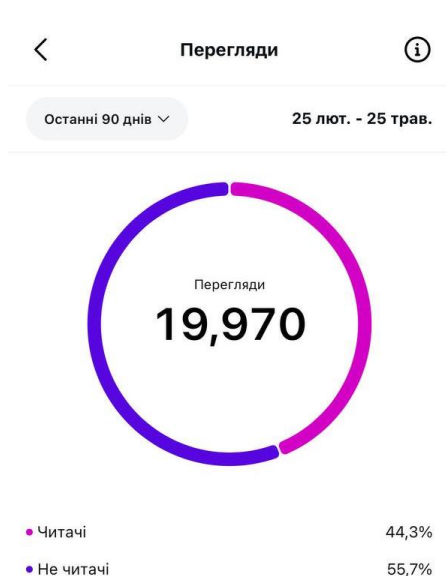 Перегляди
Останні 90 днів
25 лют. - 25 трав.
Перегляди
19,970
Читачі
44,3%
Не читачі
55,7%